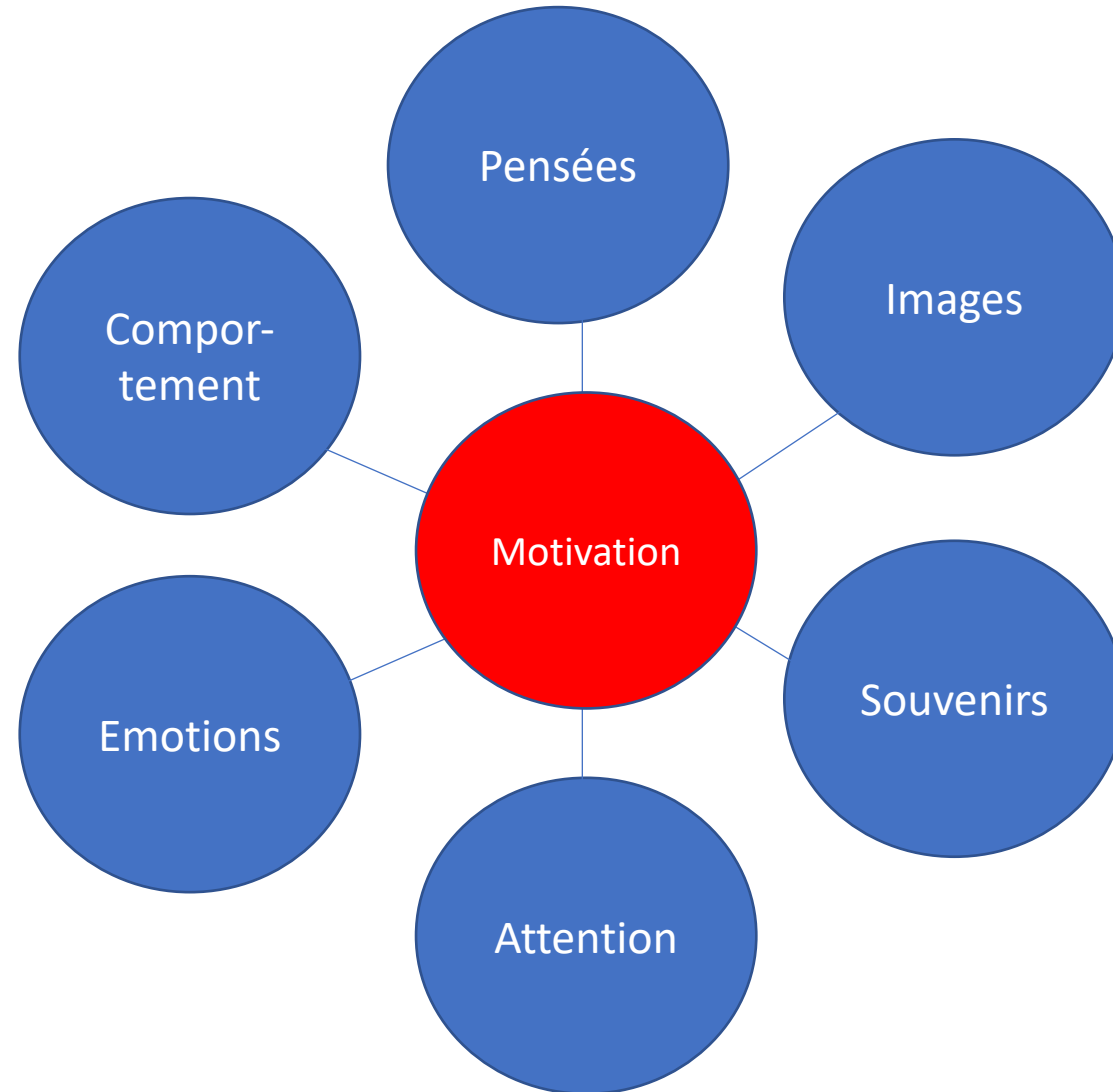 Pensées
Images
Compor-
tement
Motivation
Souvenirs
Emotions
Attention